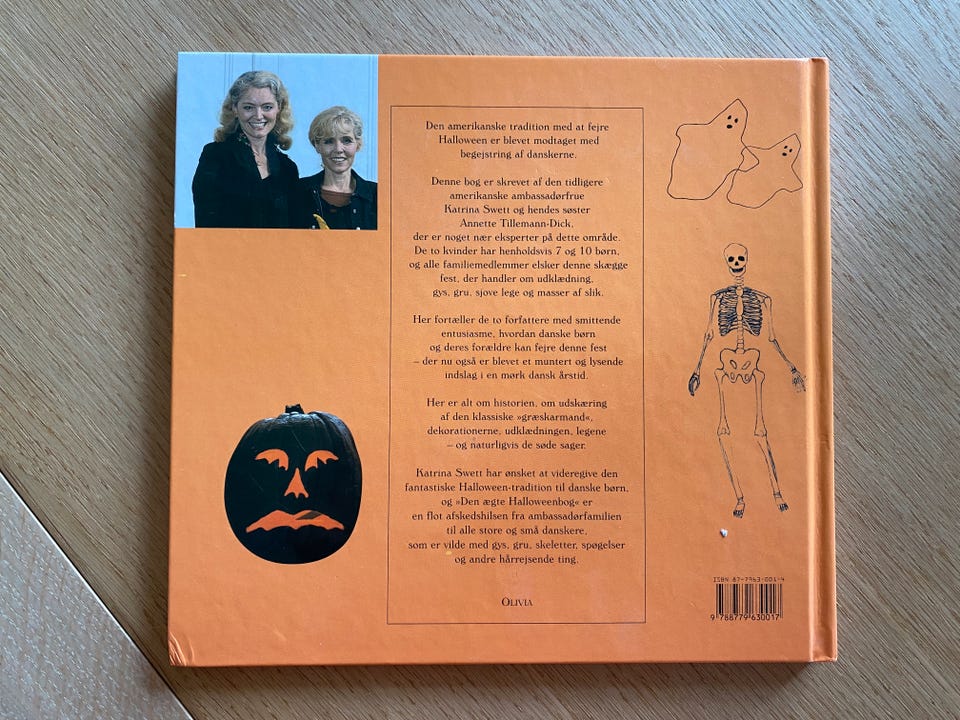 Den amerikanske tradition med at fejre
Halloween er blevet modtaget med
begejstring af danskerne.
Denne bog er skrevet af den tidligere
amerikanske ambassadørfrue
Katrina Swett og hendes søster
Annette Tillemann-Dick,
der er noget nær eksperter på dette område.
De to kvinder har henholdsvis 7 og 10 børn,
og alle familiemedlemmer elsker denne skægge
fest, der handler om udklædning,
gys, gru, sjove lege og masser af slik.
Her fortæller de to forfattere med smittende
entusiasme, hvordan danske børn
og deres forældre kan fejre denne fest
– der nu også er blevet et muntert og lysende
indslag i en mørk dansk årstid.
Her er alt om historien, om udskæring
af den klassiske »græskarmand«,
dekorationerne, udklædningen, legene
– og naturligvis de søde sager.
Katrina Swett har ønsket at videregive den
fantastiske Halloween-tradition til danske børn,
og »Den ægte Halloweenbog« er
en flot afskedshilsen fra ambassadørfamilien
til alle store og små danskere,
som er vilde med gys, gru, skeletter, spøgelser
og andre hårrejsende ting.
OLIVIA
ISBN 87-7963-001-4
9 788779 630017